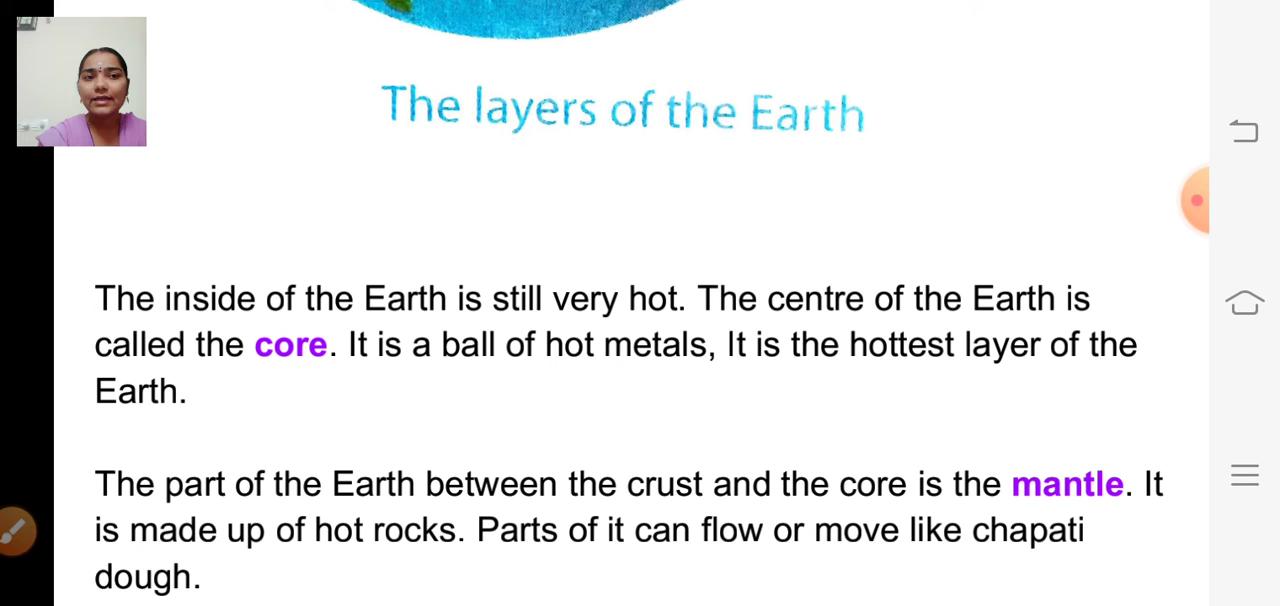 The layers of the Earth
The inside of the Earth is still very hot. The centre of the Earth is
called the core. It is a ball of hot metals, It is the hottest layer of the
Earth.
The part of the Earth between the crust and the core is the mantle. It
is made up of hot rocks. Parts of it can flow or move like chapati
dough.